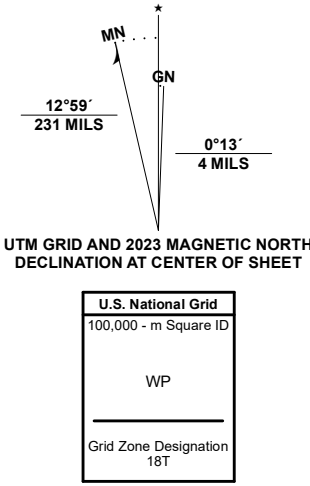 ★
MN
GN
12°59´
231 MILS
0°13´
4 MILS
UTM GRID AND 2023 MAGNETIC NORTH
DECLINATION AT CENTER OF SHEET
U.S. National Grid
100,000 - m Square ID
WP
Grid Zone Designation
18T